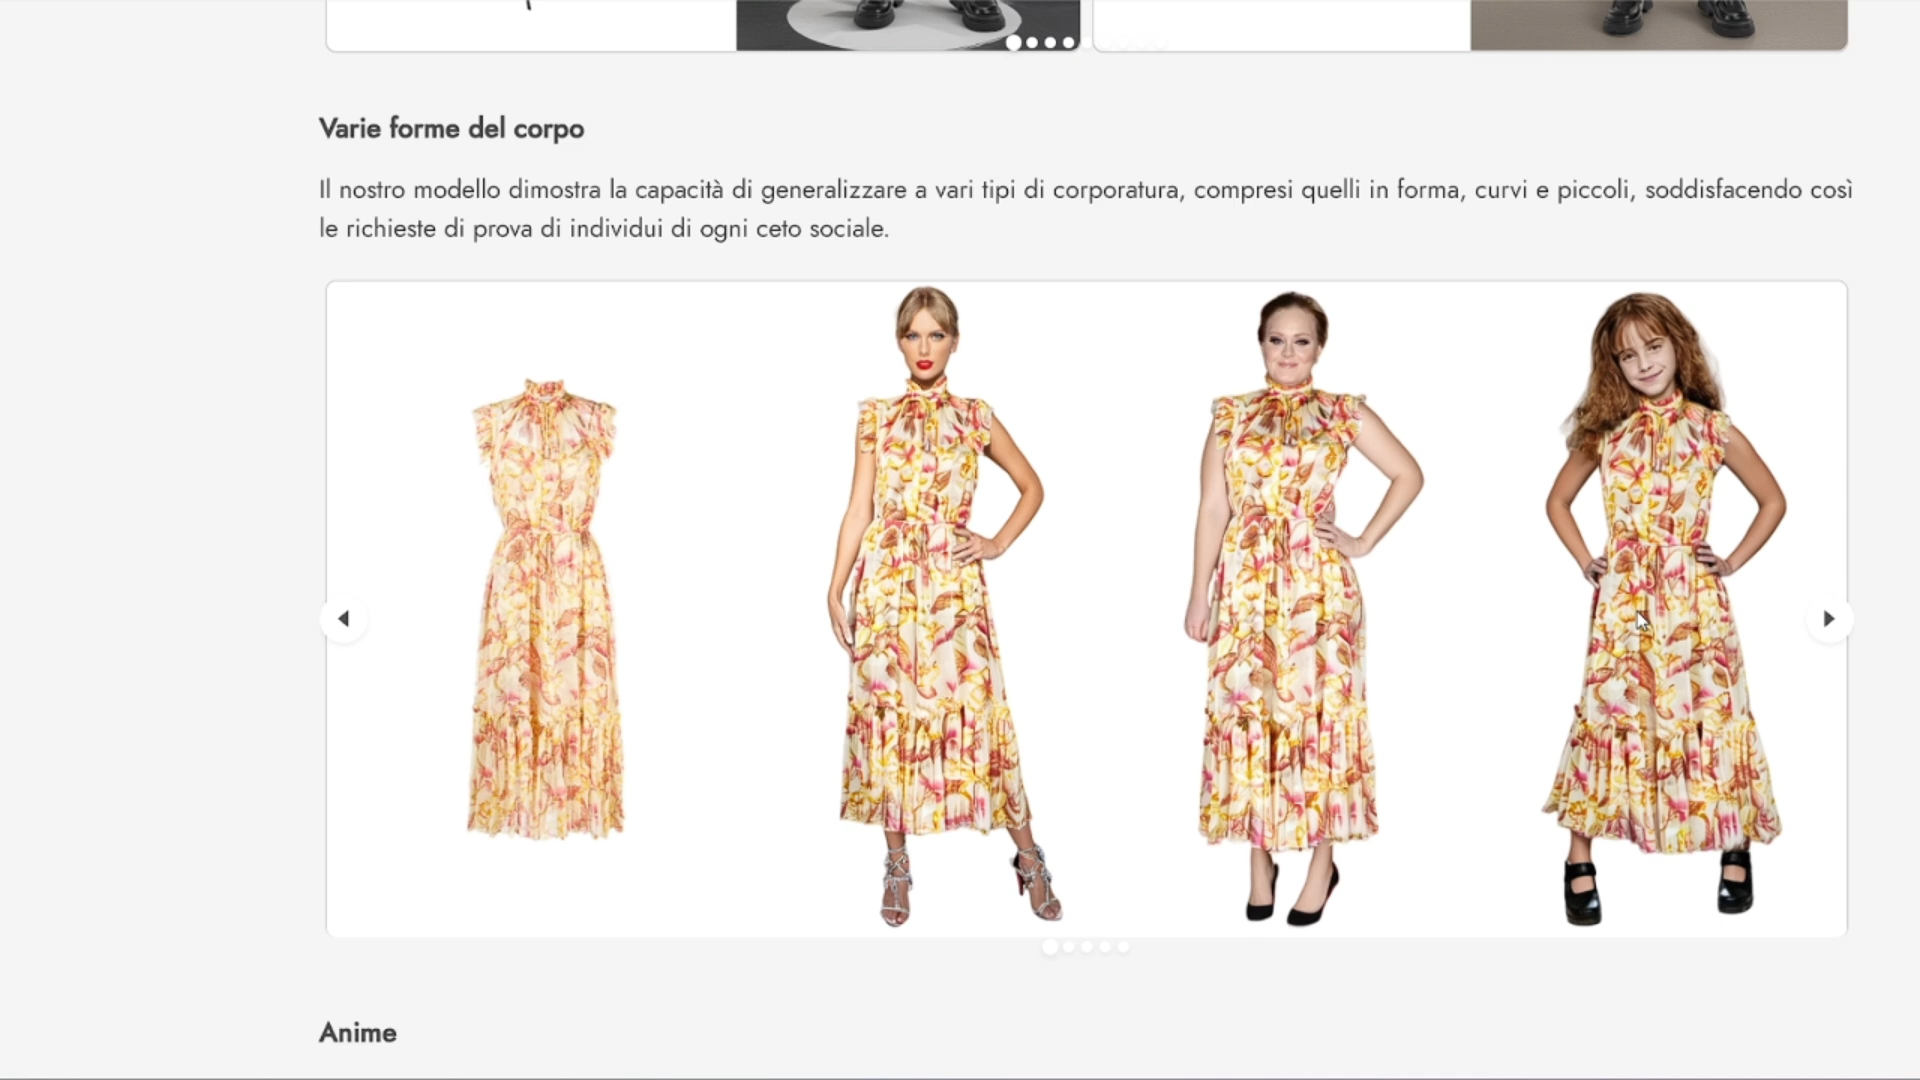 Varie forme del corpo
Il nostro modello dimostra la capacità di generalizzare a vari tipi di corporatura, compresi quelli in forma, curvi e piccoli, soddisfacendo così
le richieste di prova di individui di ogni ceto sociale.
Anime